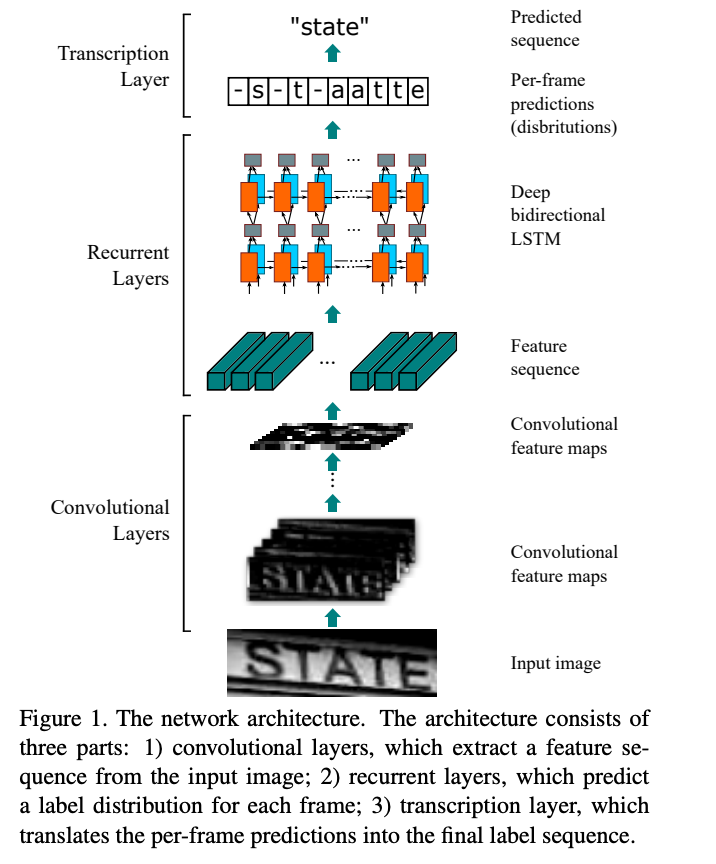 "state"
Predicted
sequence
Transcription
Layer
-s-t-aatte
Per-frame
predictions
(disbritutions)
Deep
bidirectional
LSTM
Recurrent
Layers
...
Feature
sequence
...
Convolutional
feature maps
Convolutional
Layers
STATE
Convolutional
feature maps
STATE
Input image
Figure 1. The network architecture. The architecture consists of
three parts: 1) convolutional layers, which extract a feature se-
quence from the input image; 2) recurrent layers, which predict
a label distribution for each frame; 3) transcription layer, which
translates the per-frame predictions into the final label sequence.